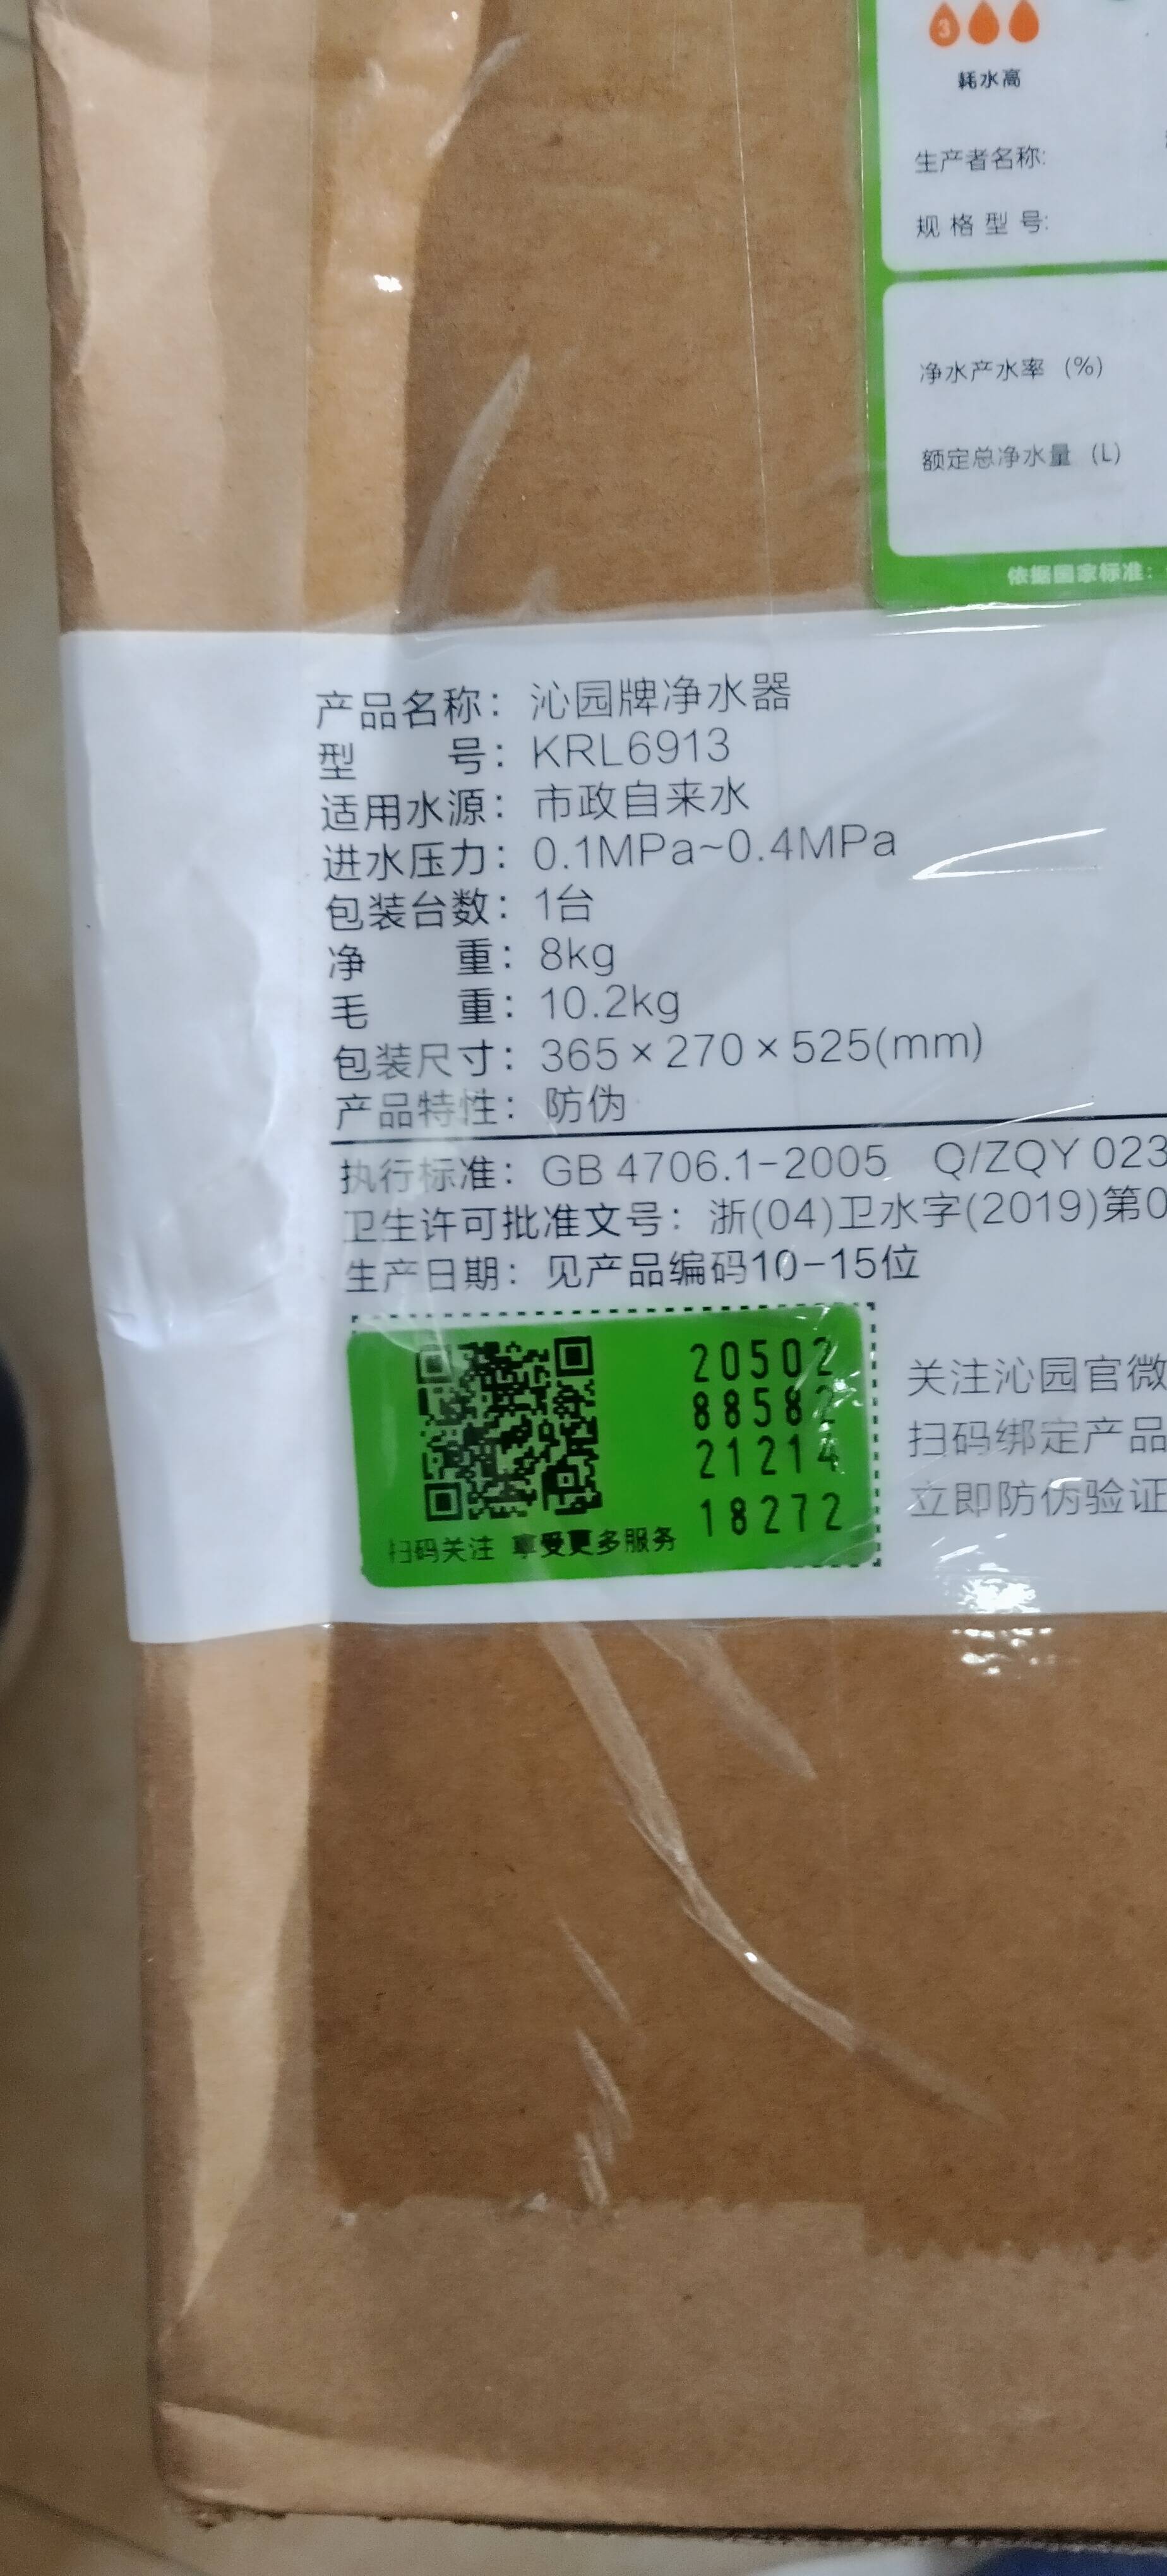 3
耗水高
生产者名称:
规格型号:
净水产水率 (%)
额定总净水量 (L)
依据国家标准:
产品名称: 沁园牌净水器
型 号: KRL6913
适用水源: 市政自来水
进水压力: 0.1MPa~0.4MPa
包装台数: 1台
净 重: 8kg
毛 重: 10.2kg
包装尺寸: 365×270×525(mm)
产品特性: 防伪
执行标准: GB 4706.1-2005 Q/ZQY 023
卫生许可批准文号: 浙(04)卫水字(2019)第0
生产日期: 见产品编码10-15位
20502
88582
21214
18272
扫码关注 享受更多服务
关注沁园官微
扫码绑定产品
立即防伪验证